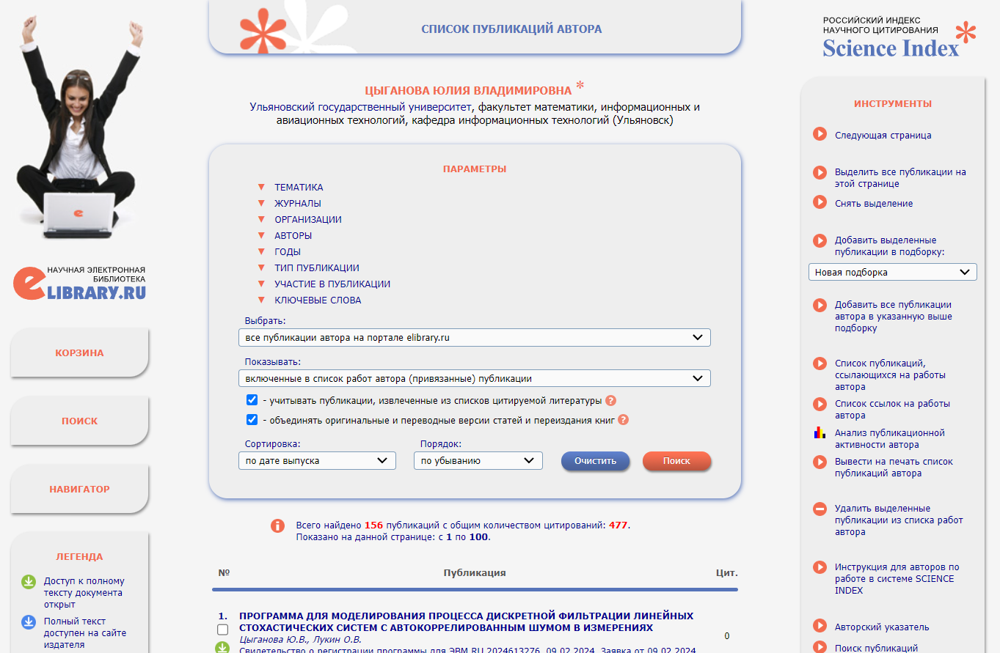 СПИСОК ПУБЛИКАЦИЙ АВТОРА
РОССИЙСКИЙ ИНДЕКС
НАУЧНОГО ЦИТИРОВАНИЯ
Science Index
НАУЧНАЯ ЭЛЕКТРОННАЯ
БИБЛИОТЕКА
eLIBRARY.RU
КОРЗИНА
ПОИСК
НАВИГАТОР
ЛЕГЕНДА
Доступ к полному
тексту документа
открыт
Полный текст
доступен на сайте
издателя
ЦЫГАНОВА ЮЛИЯ ВЛАДИМИРОВНА *
Ульяновский государственный университет, факультет математики, информационных и
авиационных технологий, кафедра информационных технологий (Ульяновск)
ПАРАМЕТРЫ
ТЕМАТИКА
ЖУРНАЛЫ
ОРГАНИЗАЦИИ
АВТОРЫ
ГОДЫ
ТИП ПУБЛИКАЦИИ
УЧАСТИЕ В ПУБЛИКАЦИИ
КЛЮЧЕВЫЕ СЛОВА
Выбрать:
все публикации автора на портале elibrary.ru
Показывать:
включенные в список работ автора (привязанные) публикации
- учитывать публикации, извлеченные из списков цитируемой литературы ?
- объединять оригинальные и переводные версии статей и переиздания книг ?
Сортировка: Порядок:
по дате выпуска по убыванию Очистить Поиск
Всего найдено 156 публикаций с общим количеством цитирований: 477.
Показано на данной странице: с 1 по 100.
№ Публикация Цит.
1. ПРОГРАММА ДЛЯ МОДЕЛИРОВАНИЯ ПРОЦЕССА ДИСКРЕТНОЙ ФИЛЬТРАЦИИ ЛИНЕЙНЫХ
СТОХАСТИЧЕСКИХ СИСТЕМ С АВТОКОРРЕЛИРОВАННЫМ ШУМОМ В ИЗМЕРЕНИЯХ
Цыганова Ю.В., Лукин О.В.
0
Свидетельство о регистрации программы для ЭВМ RU 2024613276, 09.02.2024. Заявка от 09.02.2024.
ИНСТРУМЕНТЫ
Следующая страница
Выделить все публикации на
этой странице
Снять выделение
Добавить выделенные
публикации в подборку:
Новая подборка
Добавить все публикации
автора в указанную выше
подборку
Список публикаций,
ссылающихся на работы
автора
Список ссылок на работы
автора
Анализ публикационной
активности автора
Вывести на печать список
публикаций автора
Удалить выделенные
публикации из списка работ
автора
Инструкция для авторов по
работе в системе SCIENCE
INDEX
Авторский указатель
Поиск публикаций